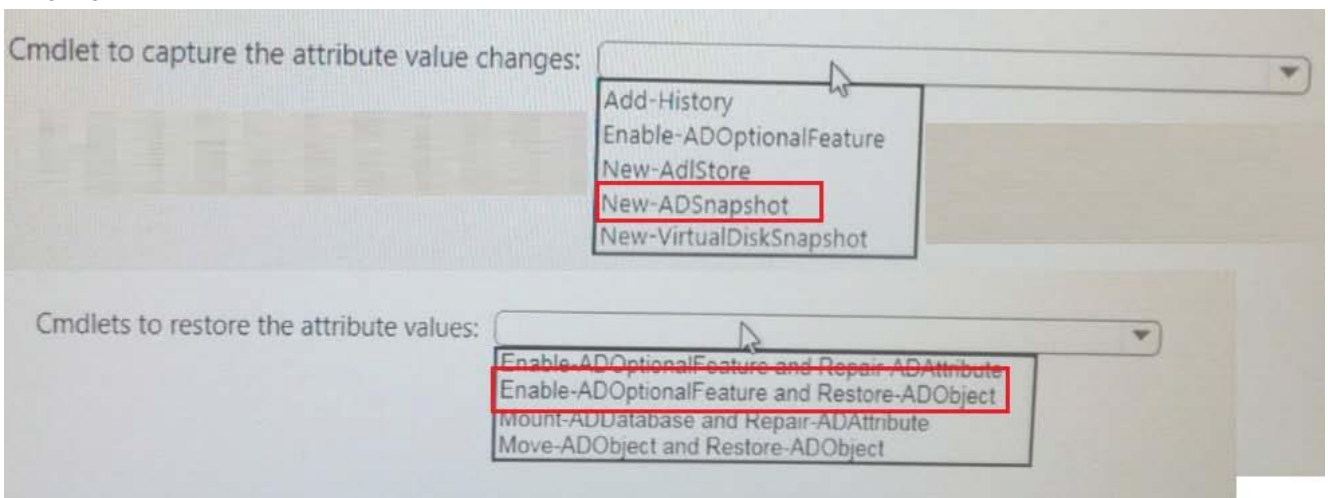 Cmdlet to capture the attribute value changes:
Add-History
Enable-ADOptionalFeature
New-AdlStore
New-ADSnapshot
New-VirtualDiskSnapshot
Cmdlets to restore the attribute values:
Enable-ADOptionalFeature and Repair-ADAttribute
Enable-ADOptionalFeature and Restore-ADObject
Mount-ADDatabase and Repair-ADAttribute
Move-ADObject and Restore-ADObject